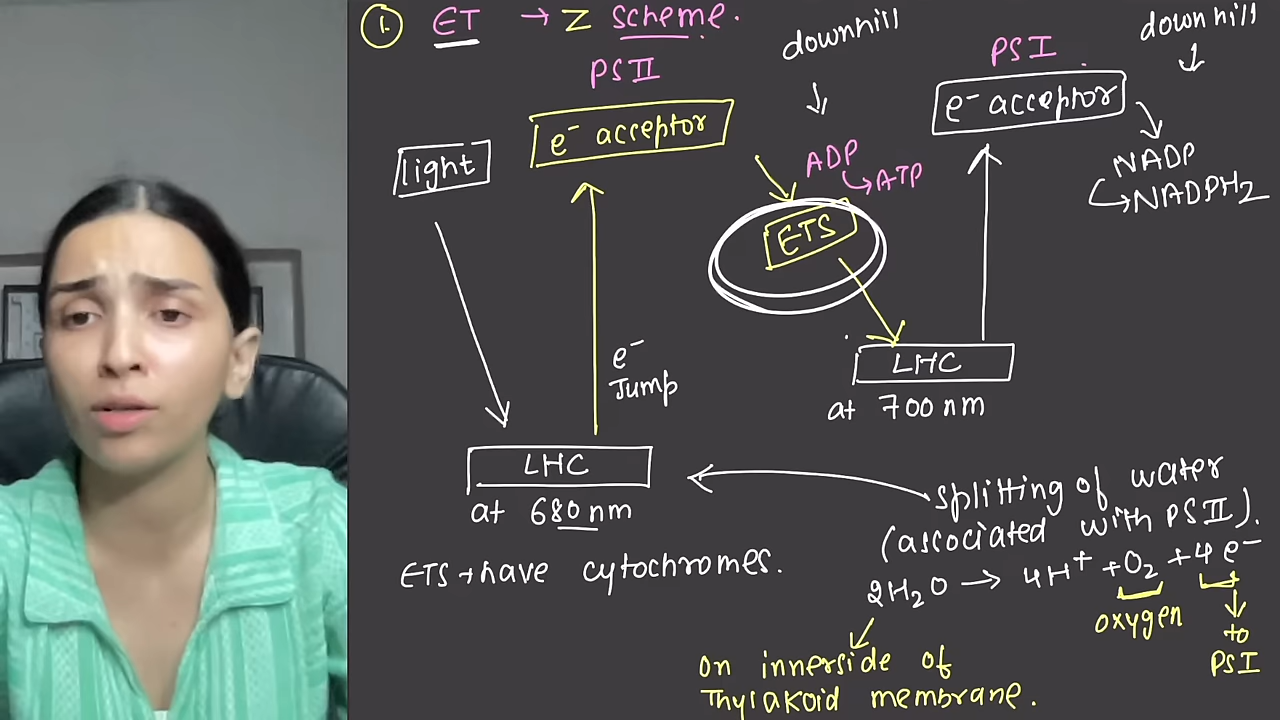 1. ET → Z Scheme.
PS II
e⁻ acceptor
light
e⁻
Jump
LHC
at 680 nm
downhill
↓
ADP
↳ATP
ETS
PS I
e⁻ acceptor
downhill
↓
NADP
↳NADPH₂
LHC
at 700 nm
ETS → have cytochromes.
splitting of water
(associated with PS II).
2H₂O → 4H⁺ + O₂ + 4e⁻
oxygen
to
PS I
On innerside of
Thylakoid membrane.